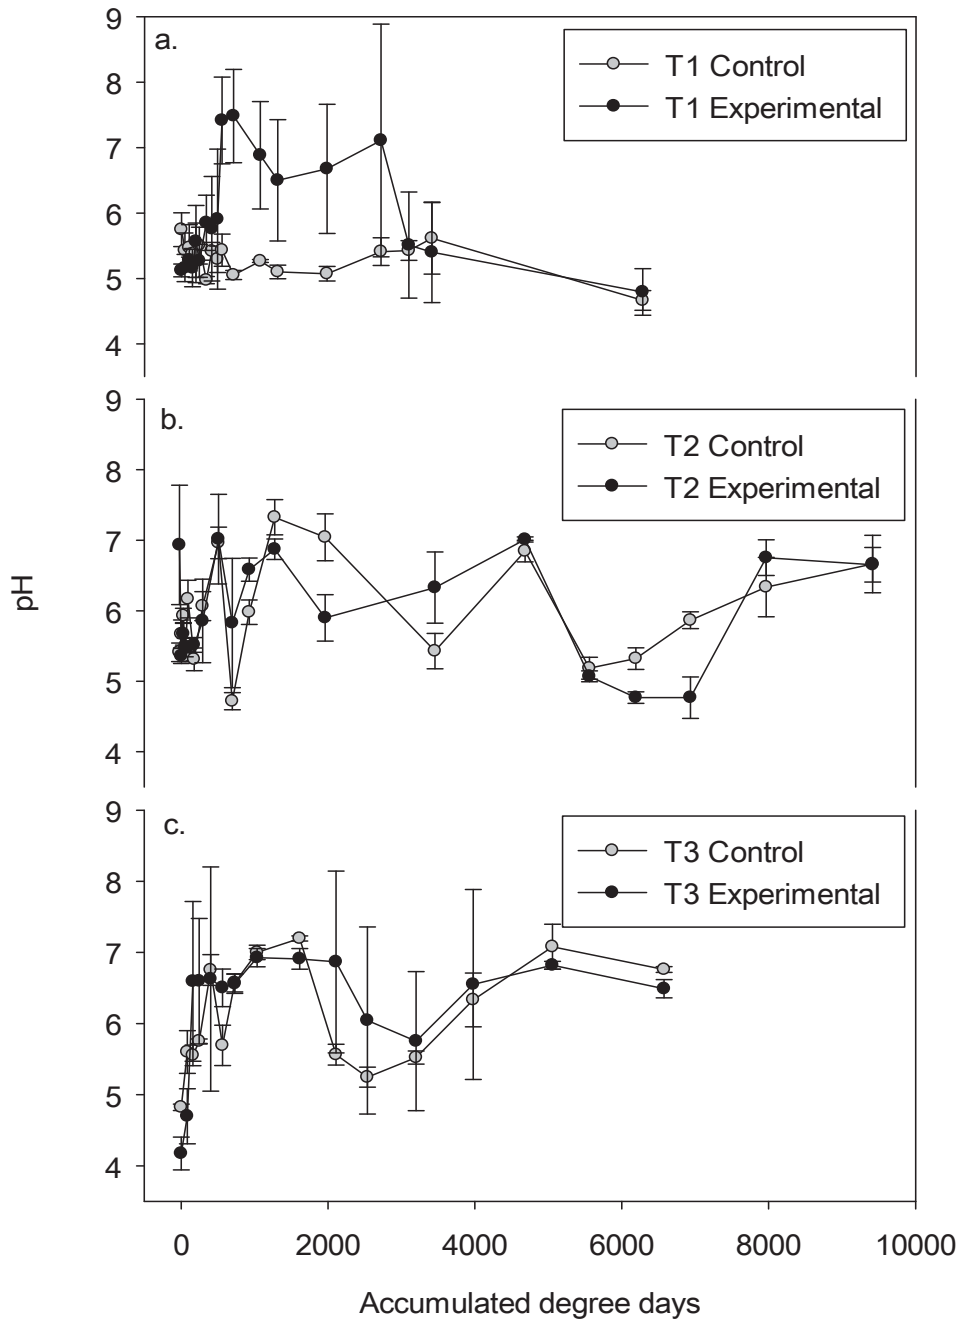 9
a.
T1 Control
8
T1 Experimental
7
6
5
4
9
b.
T2 Control
8
T2 Experimental
7
6
5
4
pH
9
c.
T3 Control
8
T3 Experimental
7
6
5
4
0 2000 4000 6000 8000 10000
Accumulated degree days